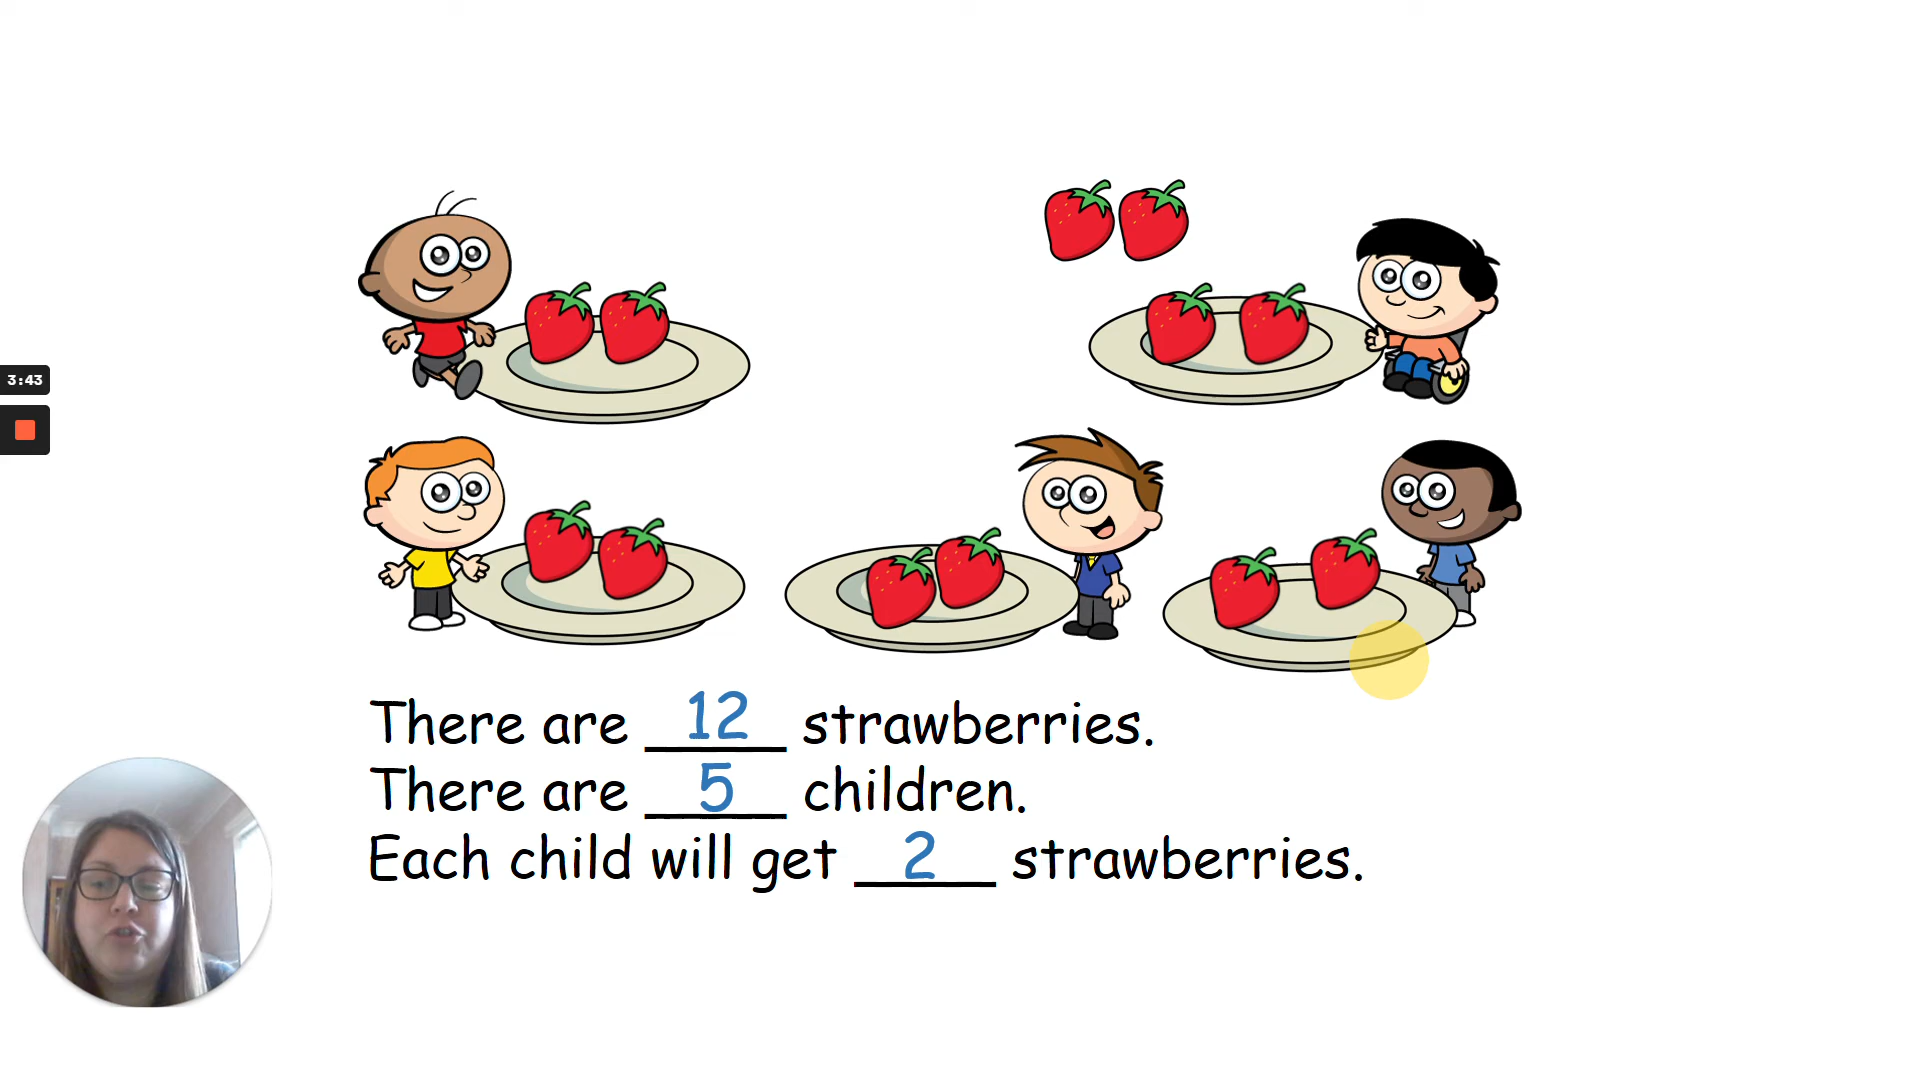 3:43
There are 12 strawberries.
There are 5 children.
Each child will get 2 strawberries.